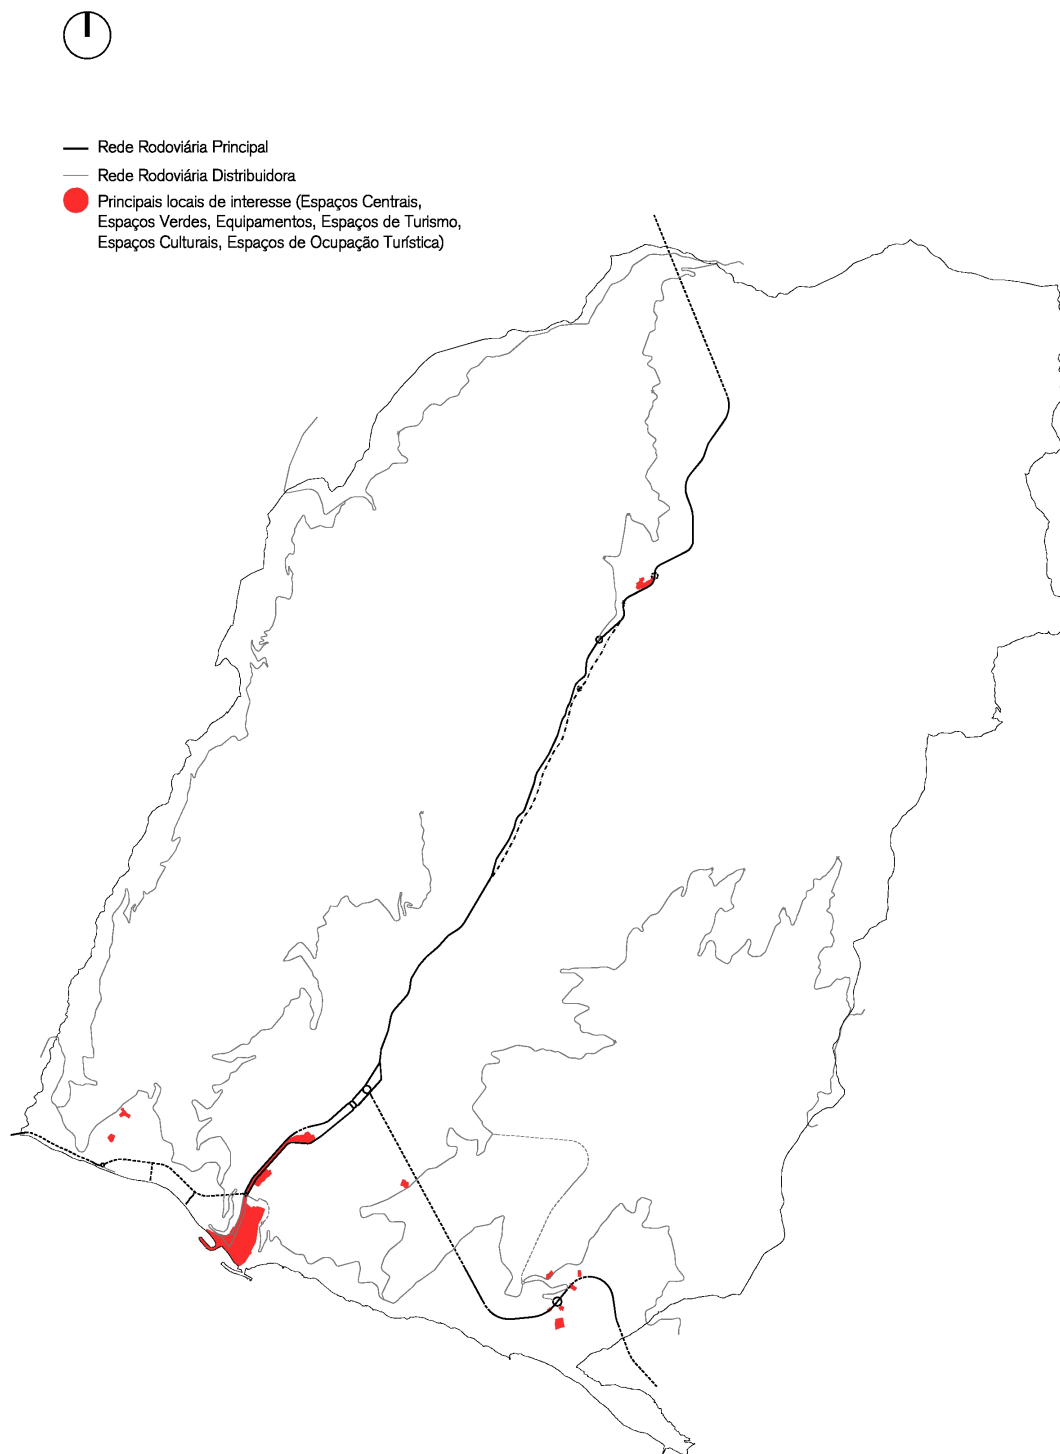 Rede Rodoviária Principal
Rede Rodoviária Distribuidora
Principais locais de interesse (Espaços Centrais,
Espaços Verdes, Equipamentos, Espaços de Turismo,
Espaços Culturais, Espaços de Ocupação Turística)